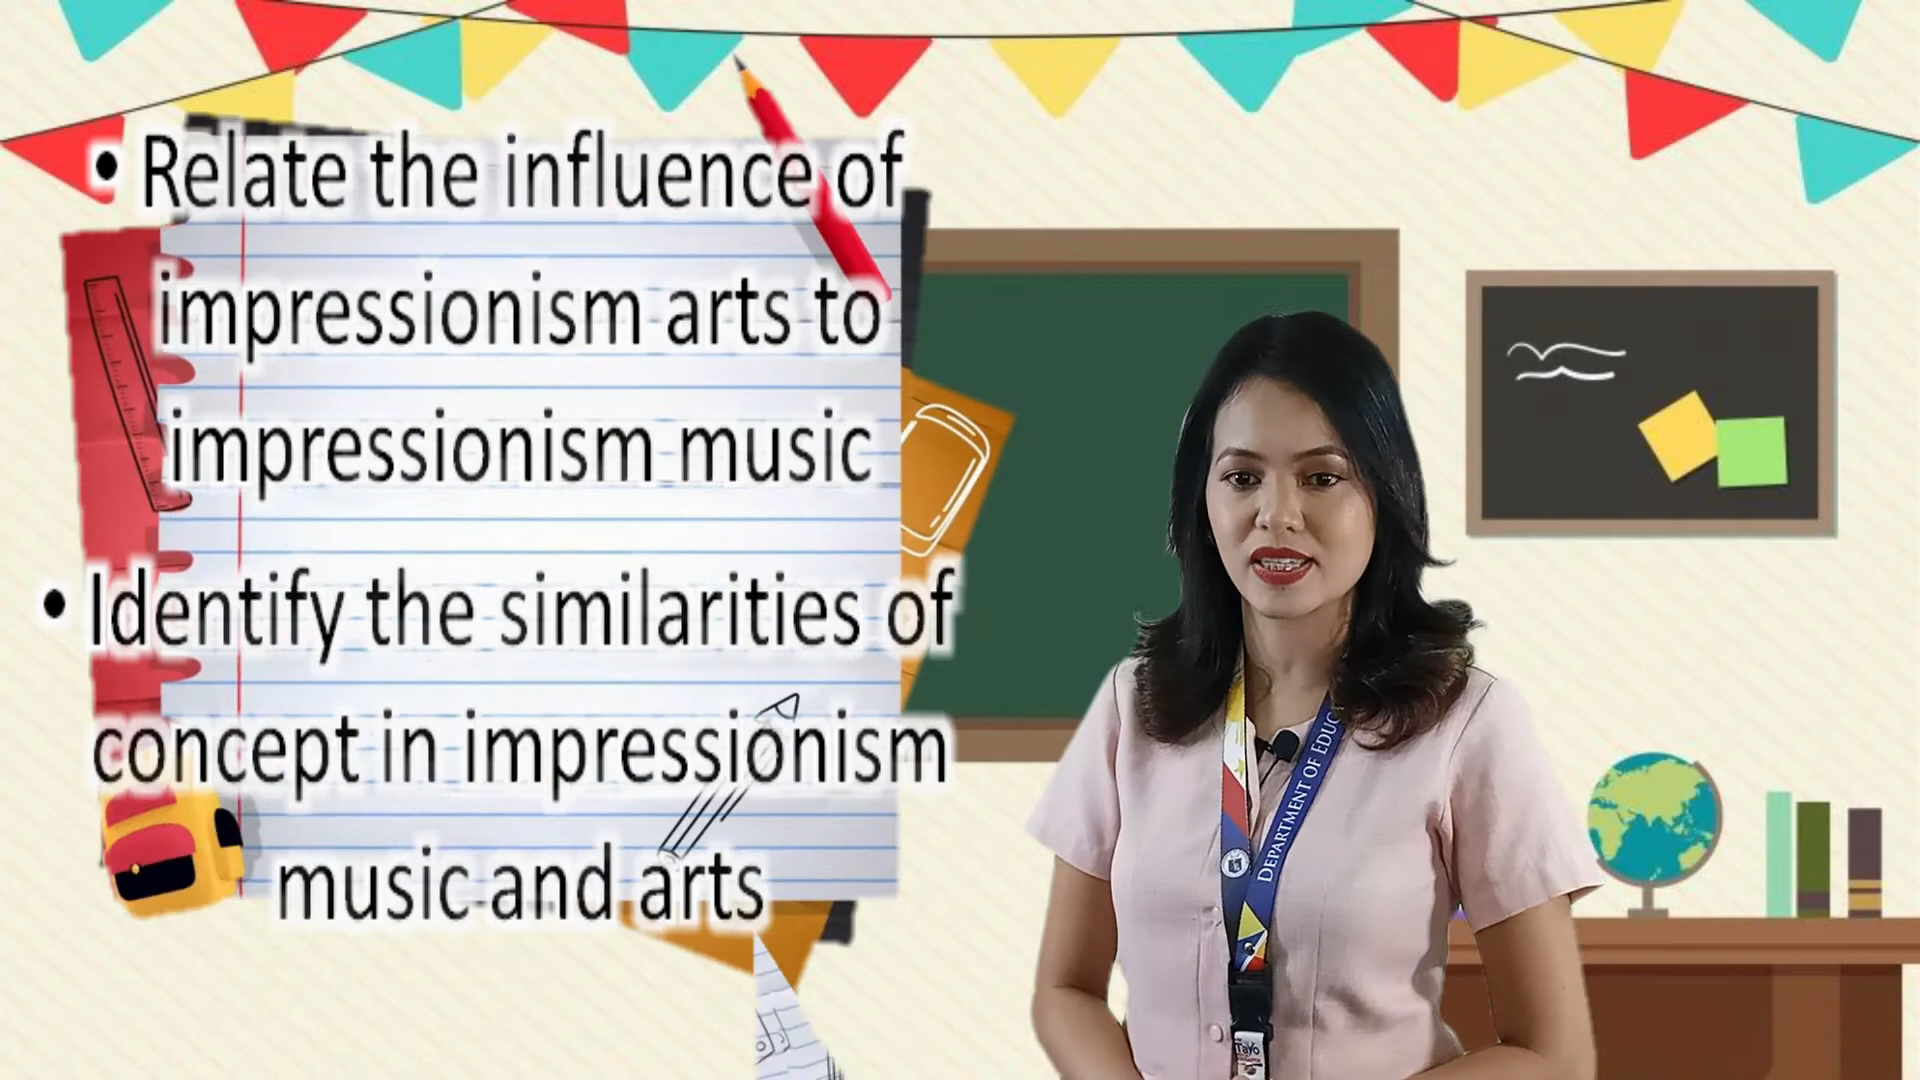 • Relate the influence of
impressionism arts to
impressionism music
• Identify the similarities of
concept in impressionism
music and arts
DEPARTMENT OF EDUC
Tayo